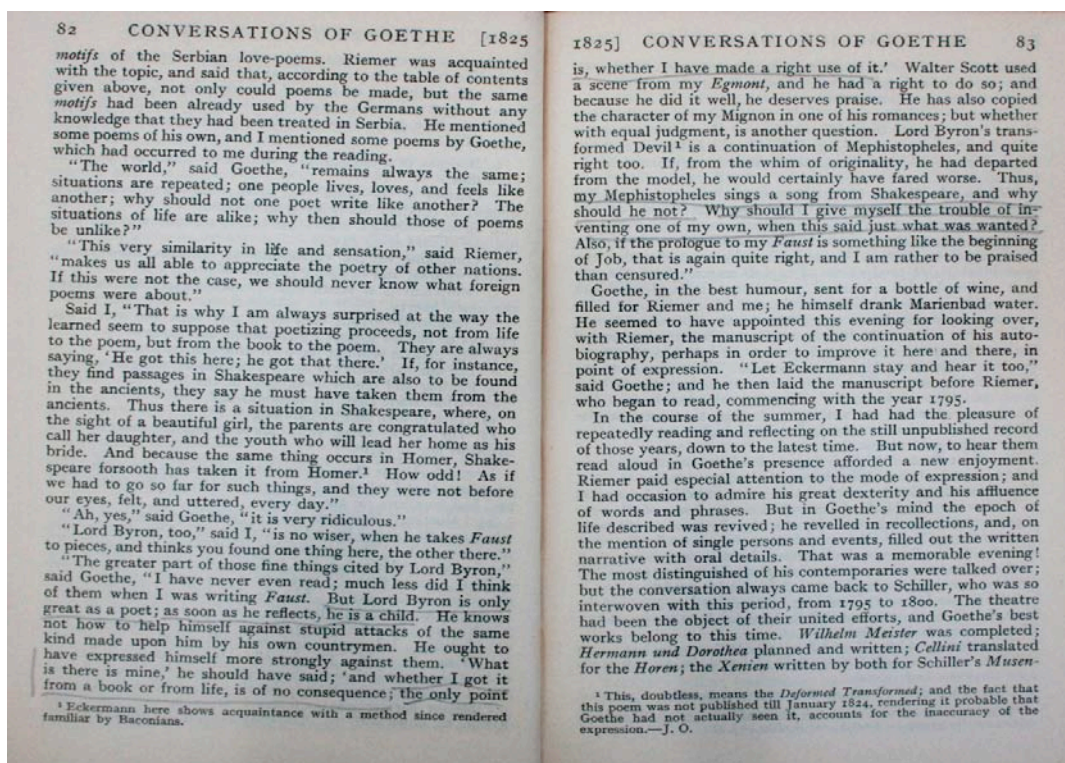 82 CONVERSATIONS OF GOETHE [1825
motifs of the Serbian love-poems. Riemer was acquainted
with the topic, and said that, according to the table of contents
given above, not only could poems be made, but the same
motifs had been already used by the Germans without any
knowledge that they had been treated in Serbia. He mentioned
some poems of his own, and I mentioned some poems by Goethe,
which had occurred to me during the reading.
"The world," said Goethe, "remains always the same;
situations are repeated; one people lives, loves, and feels like
another; why should not one poet write like another? The
situations of life are alike; why then should those of poems
be unlike?"
"This very similarity in life and sensation," said Riemer,
"makes us all able to appreciate the poetry of other nations.
If this were not the case, we should never know what foreign
poems were about."
Said I, "That is why I am always surprised at the way the
learned seem to suppose that poetizing proceeds, not from life
to the poem, but from the book to the poem. They are always
saying, 'He got this here; he got that there.' If, for instance,
they find passages in Shakespeare which are also to be found
in the ancients, they say he must have taken them from the
ancients. Thus there is a situation in Shakespeare, where, on
the sight of a beautiful girl, the parents are congratulated who
call her daughter, and the youth who will lead her home as his
bride. And because the same thing occurs in Homer, Shake-
speare forsooth has taken it from Homer.¹ How odd! As if
we had to go so far for such things, and they were not before
our eyes, felt, and uttered, every day."
"Ah, yes," said Goethe, "it is very ridiculous."
"Lord Byron, too," said I, "is no wiser, when he takes Faust
to pieces, and thinks you found one thing here, the other there."
"The greater part of those fine things cited by Lord Byron,"
said Goethe, "I have never even read; much less did I think
of them when I was writing Faust. But Lord Byron is only
great as a poet; as soon as he reflects, he is a child. He knows
not how to help himself against stupid attacks of the same
kind made upon him by his own countrymen. He ought to
have expressed himself more strongly against them. 'What
is there is mine,' he should have said; 'and whether I got it
from a book or from life, is of no consequence; the only point
¹ Eckermann here shows acquaintance with a method since rendered
familiar by Baconians.
1825] CONVERSATIONS OF GOETHE 83
is, whether I have made a right use of it.' Walter Scott used
a scene from my Egmont, and he had a right to do so; and
because he did it well, he deserves praise. He has also copied
the character of my Mignon in one of his romances; but whether
with equal judgment, is another question. Lord Byron's trans-
formed Devil¹ is a continuation of Mephistopheles, and quite
right too. If, from the whim of originality, he had departed
from the model, he would certainly have fared worse. Thus,
my Mephistopheles sings a song from Shakespeare, and why
should he not? Why should I give myself the trouble of in-
venting one of my own, when this said just what was wanted?
Also, if the prologue to my Faust is something like the beginning
of Job, that is again quite right, and I am rather to be praised
than censured."
Goethe, in the best humour, sent for a bottle of wine, and
filled for Riemer and me; he himself drank Marienbad water.
He seemed to have appointed this evening for looking over,
with Riemer, the manuscript of the continuation of his auto-
biography, perhaps in order to improve it here and there, in
point of expression. "Let Eckermann stay and hear it too,"
said Goethe; and he then laid the manuscript before Riemer,
who began to read, commencing with the year 1795.
In the course of the summer, I had had the pleasure of
repeatedly reading and reflecting on the still unpublished record
of those years, down to the latest time. But now, to hear them
read aloud in Goethe's presence afforded a new enjoyment.
Riemer paid especial attention to the mode of expression; and
I had occasion to admire his great dexterity and his affluence
of words and phrases. But in Goethe's mind the epoch of
life described was revived; he revelled in recollections, and, on
the mention of single persons and events, filled out the written
narrative with oral details. That was a memorable evening!
The most distinguished of his contemporaries were talked over;
but the conversation always came back to Schiller, who was so
interwoven with this period, from 1795 to 1800. The theatre
had been the object of their united efforts, and Goethe's best
works belong to this time. Wilhelm Meister was completed;
Hermann und Dorothea planned and written; Cellini translated
for the Horen; the Xenien written by both for Schiller's Musen-
¹ This, doubtless, means the Deformed Transformed; and the fact that
this poem was not published till January 1824, rendering it probable that
Goethe had not actually seen it, accounts for the inaccuracy of the
expression.—J. O.